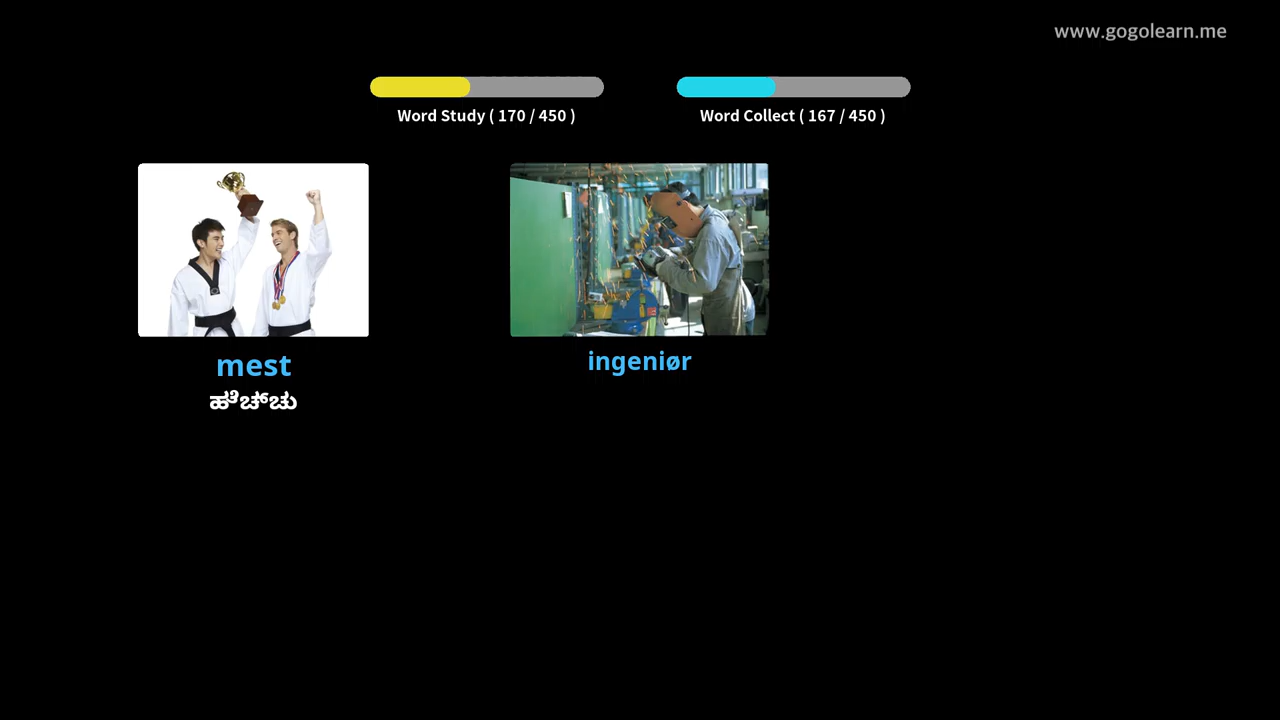 www.gogolearn.me
Word Study ( 170 / 450 )
Word Collect ( 167 / 450 )
mest
ಹೆಚ್ಚು
ingeniør